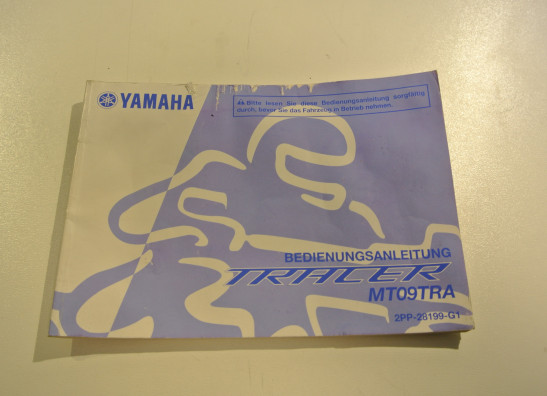 YAMAHA
Bitte lesen Sie diese Bedienungsanleitung sorgfältig
durch, bevor Sie das Fahrzeug in Betrieb nehmen.
BEDIENUNGSANLEITUNG
TRACER
MT09TRA
2PP-28199-G1